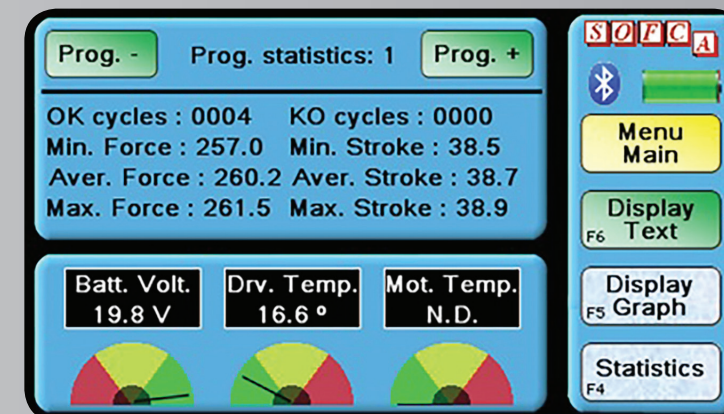 Prog. -
Prog. statistics: 1
Prog. +
OK cycles : 0004 KO cycles : 0000
Min. Force : 257.0 Min. Stroke : 38.5
Aver. Force : 260.2 Aver. Stroke : 38.7
Max. Force : 261.5 Max. Stroke : 38.9
Batt. Volt.
19.8 V
Drv. Temp.
16.6 º
Mot. Temp.
N.D.
SOFCA
Menu
Main
Display
F6 Text
Display
F5 Graph
Statistics
F4